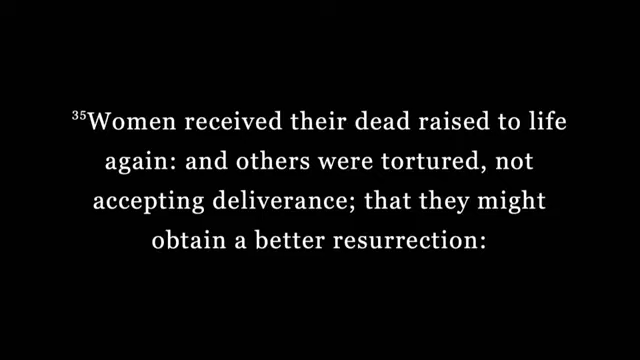 ³⁵Women received their dead raised to life
again: and others were tortured, not
accepting deliverance; that they might
obtain a better resurrection: